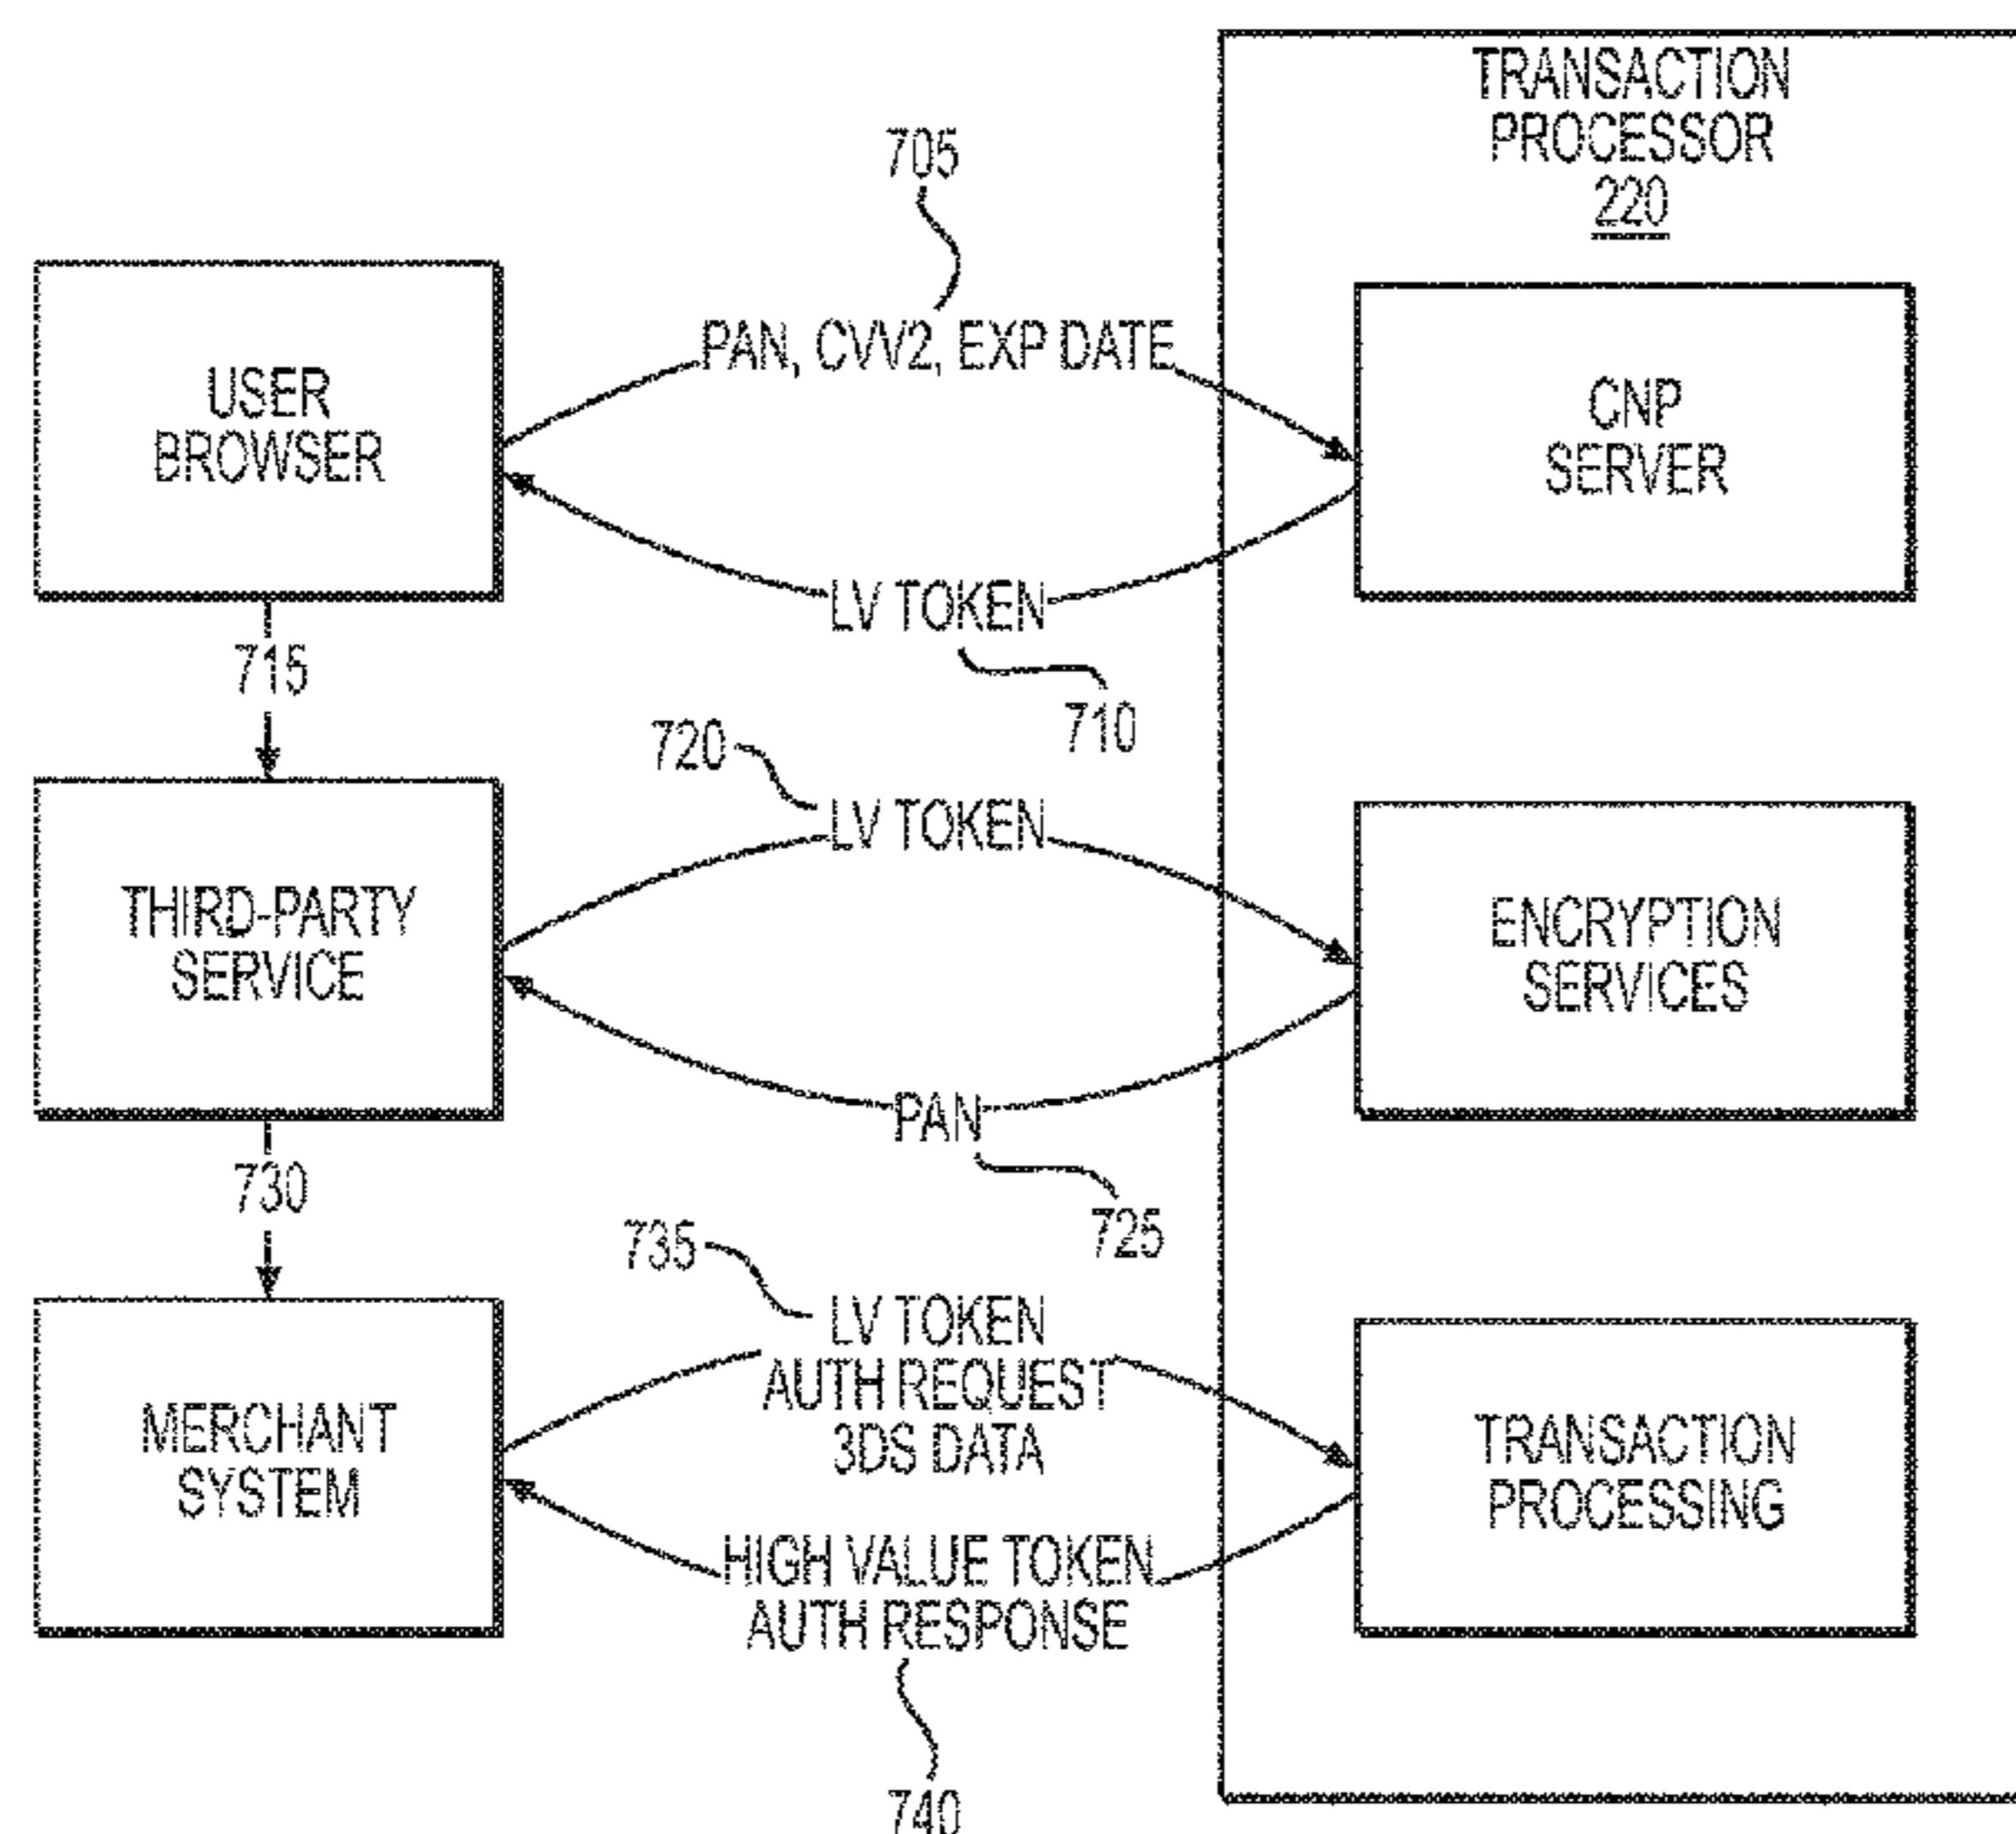 TRANSACTION
PROCESSOR
220
705
USER
BROWSER
PAN, CVV2, EXP DATE
CNP
SERVER
LV TOKEN
710
715
720
LV TOKEN
THIRD-PARTY
SERVICE
ENCRYPTION
SERVICES
PAN
725
730
735
LV TOKEN
AUTH REQUEST
3DS DATA
MERCHANT
SYSTEM
TRANSACTION
PROCESSING
HIGH VALUE TOKEN
AUTH RESPONSE
740